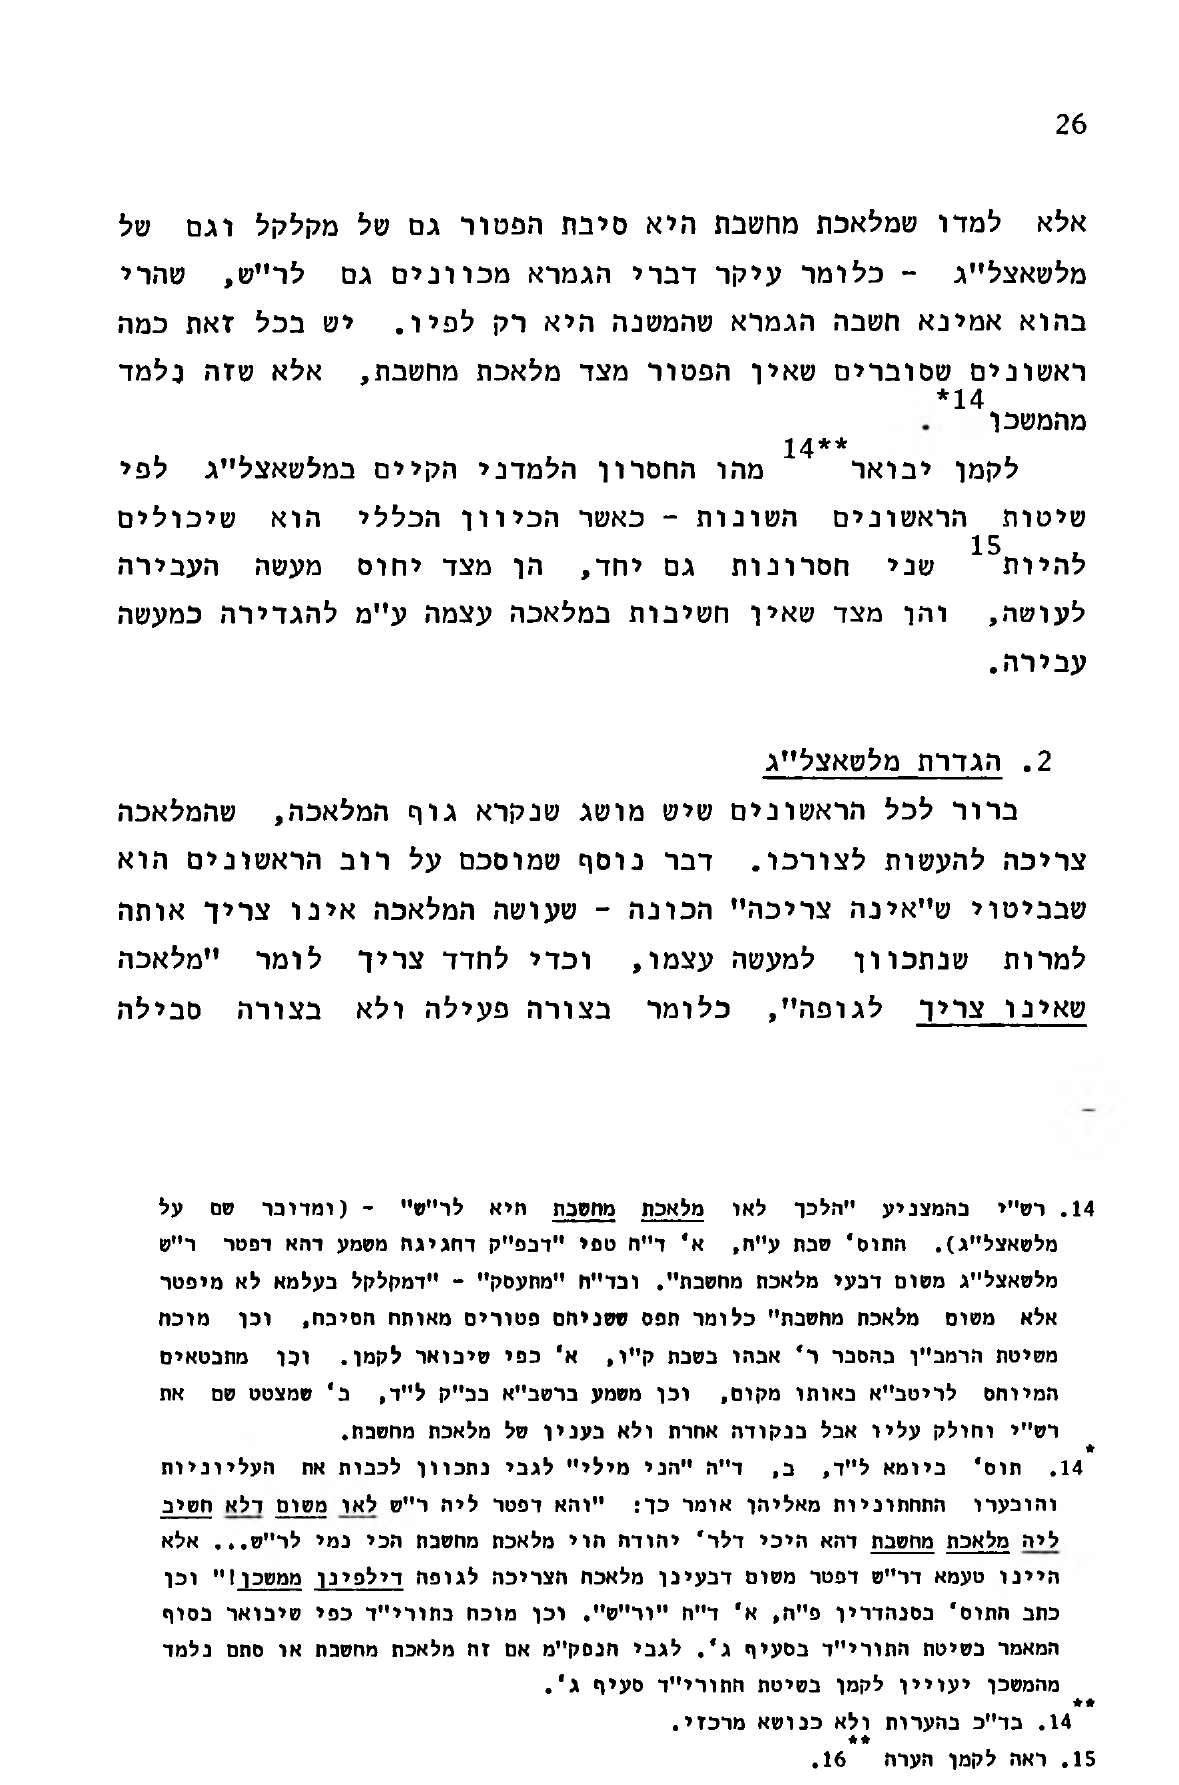 26
אלא למדו שמלאכת מחשבת היא סיבת הפטור גם של מקלקל וגם של
מלשאצל"ג - כלומר עיקר דברי הגמרא מכוונים גם לר"ש, שהרי
בהוא אמינא חשבה הגמרא שהמשנה היא רק לפיו. יש בכל זאת כמה
ראשונים שסוברים שאין הפטור מצד מלאכת מחשבת, אלא שזה נלמד
מהמשכן14*.
לקמן יבואר14** מהו החסרון הלמדני הקיים במלשאצל"ג לפי
שיטות הראשונים השונות - כאשר הכיוון הכללי הוא שיכולים
להיות15 שני חסרונות גם יחד, הן מצד יחוס מעשה העבירה
לעושה, והן מצד שאין חשיבות במלאכה עצמה ע"מ להגדירה כמעשה
עבירה.
2. הגדרת מלשאצל"ג
ברור לכל הראשונים שיש מושג שנקרא גוף המלאכה, שהמלאכה
צריכה להעשות לצורכו. דבר נוסף שמוסכם על רוב הראשונים הוא
שבביטוי ש"אינה צריכה" הכונה - שעושה המלאכה אינו צריך אותה
למרות שנתכוון למעשה עצמו, וכדי לחדד צריך לומר "מלאכה
שאינו צריך לגופה", כלומר בצורה פעילה ולא בצורה סבילה
14. רש"י בהמצניע "הלכך לאו מלאכת מחשבת היא לר"ש" - (ומדובר שם על
מלשאצל"ג). התוס' שבת ע"ח, א' ד"ה טפי "דבפ"ק דחגיגה משמע דהא דפטר ר"ש
מלשאצל"ג משום דבעי מלאכת מחשבת". ובד"ה "מתעסק" - "דמקלקל בעלמא לא מיפטר
אלא משום מלאכת מחשבת" כלומר תפס ששניהם פטורים מאותה הסיבה, וכן מוכח
משיטת הרמב"ן בהסבר ר' אבהו בשבת ק"ו, א' כפי שיבואר לקמן. וכן מתבטאים
המיוחס לריטב"א באותו מקום, וכן משמע ברשב"א בב"ק ל"ד, ב' שמצטט שם את
רש"י וחולק עליו אבל בנקודה אחרת ולא בענין של מלאכת מחשבת.
14*. תוס' ביומא ל"ד, ב, ד"ה "הני מילי" לגבי נתכוון לכבות את העליוניות
והובערו התחתוניות מאליהן אומר כך: "והא דפטר ליה ר"ש לאו משום דלא חשיב
ליה מלאכת מחשבת דהא היכי דלר' יהודה הוי מלאכת מחשבת הכי נמי לר"ש... אלא
היינו טעמא דר"ש דפטר משום דבעינן מלאכה הצריכה לגופה דילפינן ממשכן!" וכן
כתב התוס' בסנהדרין פ"ה, א' ד"ה "ור"ש". וכן מוכח בתורי"ד כפי שיבואר בסוף
המאמר בשיטת התורי"ד בסעיף ג'. לגבי הנפק"מ אם זה מלאכת מחשבת או סתם נלמד
מהמשכן יעויין לקמן בשיטת התורי"ד סעיף ג'.
14**. בד"כ בהערות ולא כנושא מרכזי.
15. ראה לקמן הערה 16**.